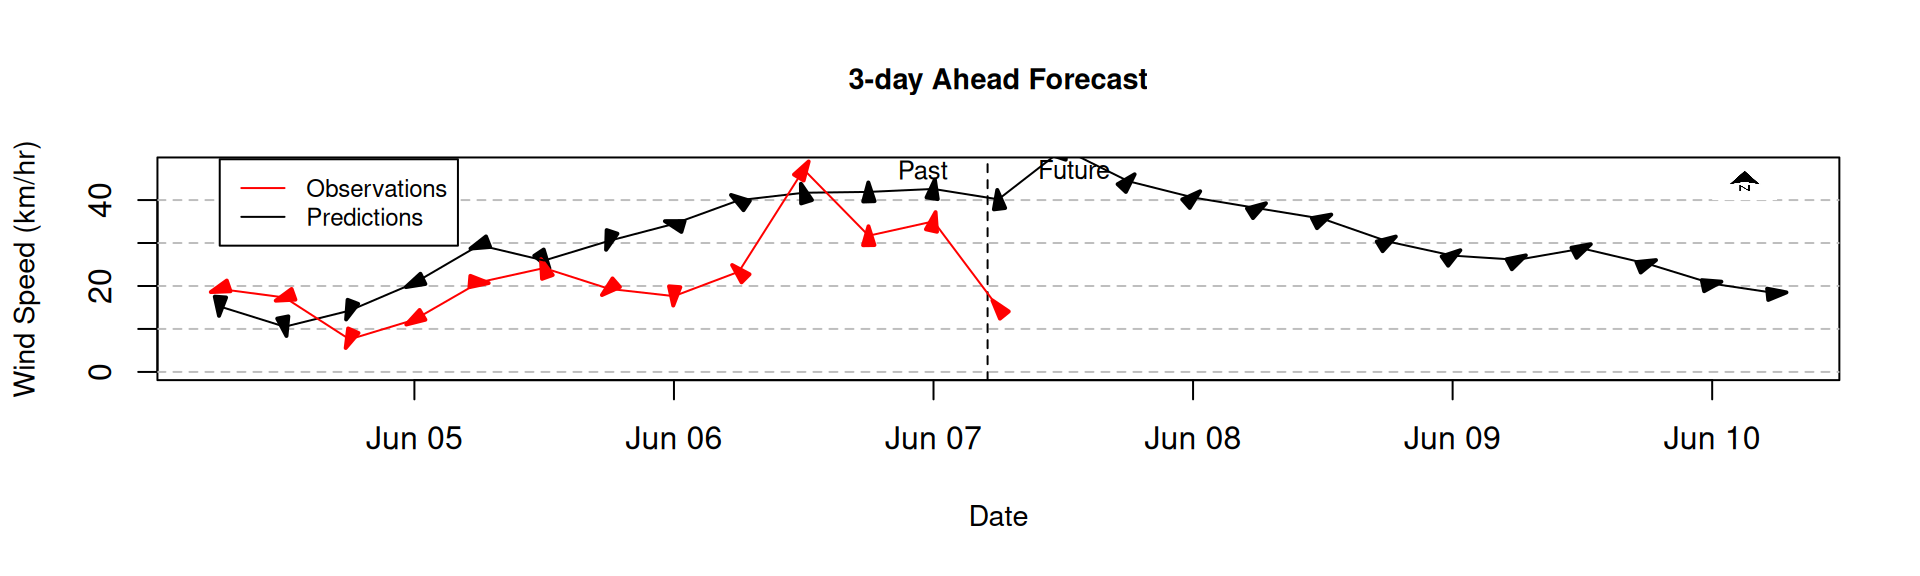 3-day Ahead Forecast
Wind Speed (km/hr)
Past
Future
Observations
Predictions
N
40
20
0
Jun 05
Jun 06
Jun 07
Jun 08
Jun 09
Jun 10
Date